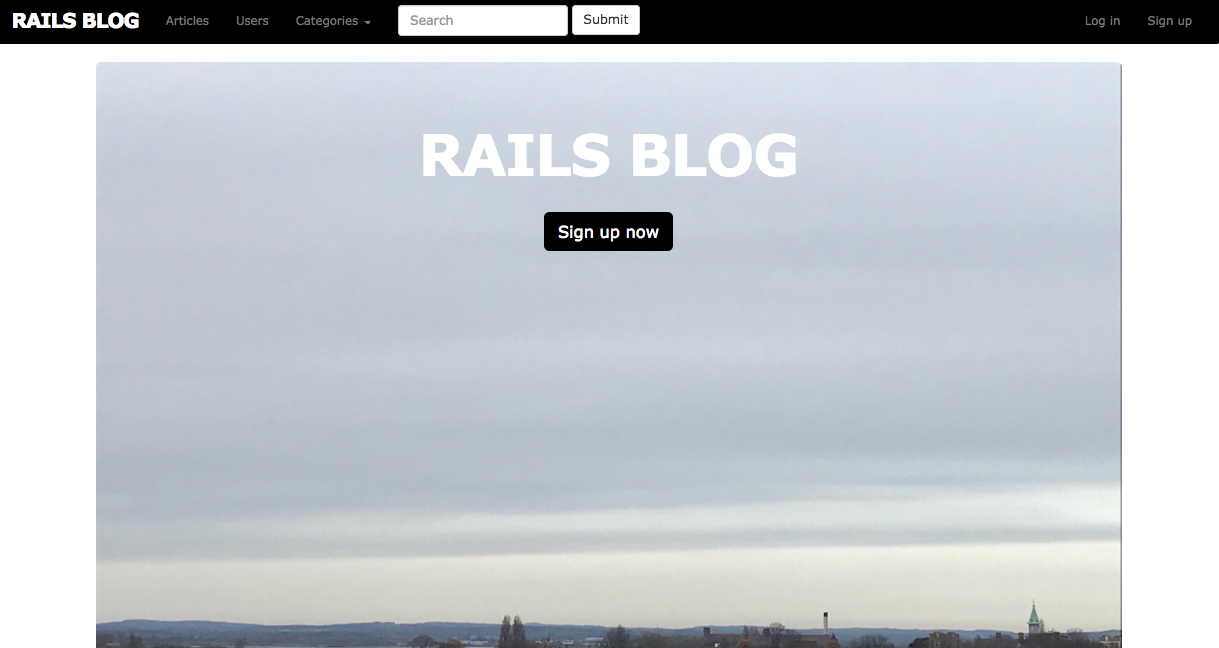 RAILS BLOG Articles Users Categories Search Submit Log in Sign up
RAILS BLOG
Sign up now